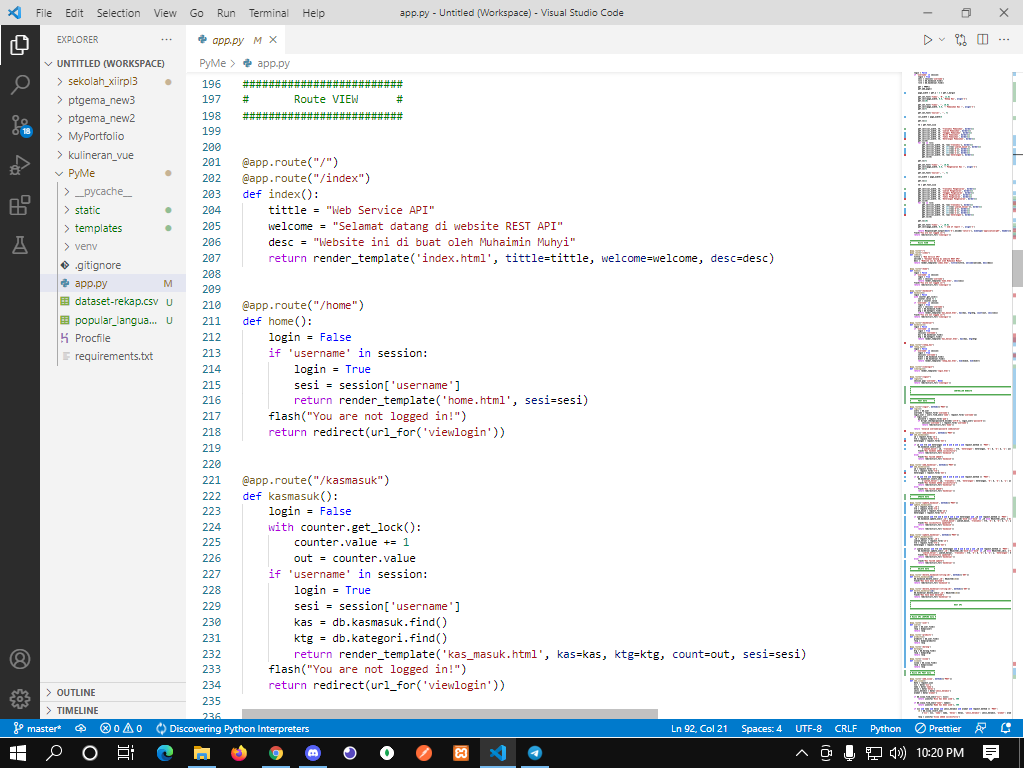 File Edit Selection View Go Run Terminal Help app.py - Untitled (Workspace) - Visual Studio Code
EXPLORER ···
app.py M
PyMe > app.py
UNTITLED (WORKSPACE)
sekolah_xiirpl3
ptgema_new3
ptgema_new2
MyPortfolio
kulineran_vue
PyMe
__pycache__
static
templates
venv
.gitignore
app.py M
dataset-rekap.csv U
popular_langua... U
Procfile
requirements.txt
OUTLINE
TIMELINE
18
196 #########################
197 # Route VIEW #
198 #########################
199
200
201 @app.route("/")
202 @app.route("/index")
203 def index():
204 tittle = "Web Service API"
205 welcome = "Selamat datang di website REST API"
206 desc = "Website ini di buat oleh Muhaimin Muhyi"
207 return render_template('index.html', tittle=tittle, welcome=welcome, desc=desc)
208
209
210 @app.route("/home")
211 def home():
212 login = False
213 if 'username' in session:
214 login = True
215 sesi = session['username']
216 return render_template('home.html', sesi=sesi)
217 flash("You are not logged in!")
218 return redirect(url_for('viewlogin'))
219
220
221 @app.route("/kasmasuk")
222 def kasmasuk():
223 login = False
224 with counter.get_lock():
225 counter.value += 1
226 out = counter.value
227 if 'username' in session:
228 login = True
229 sesi = session['username']
230 kas = db.kasmasuk.find()
231 ktg = db.kategori.find()
232 return render_template('kas_masuk.html', kas=kas, ktg=ktg, count=out, sesi=sesi)
233 flash("You are not logged in!")
234 return redirect(url_for('viewlogin'))
235
236
master* 0 0 Discovering Python Interpreters Ln 92, Col 21 Spaces: 4 UTF-8 CRLF Python Prettier
10:20 PM